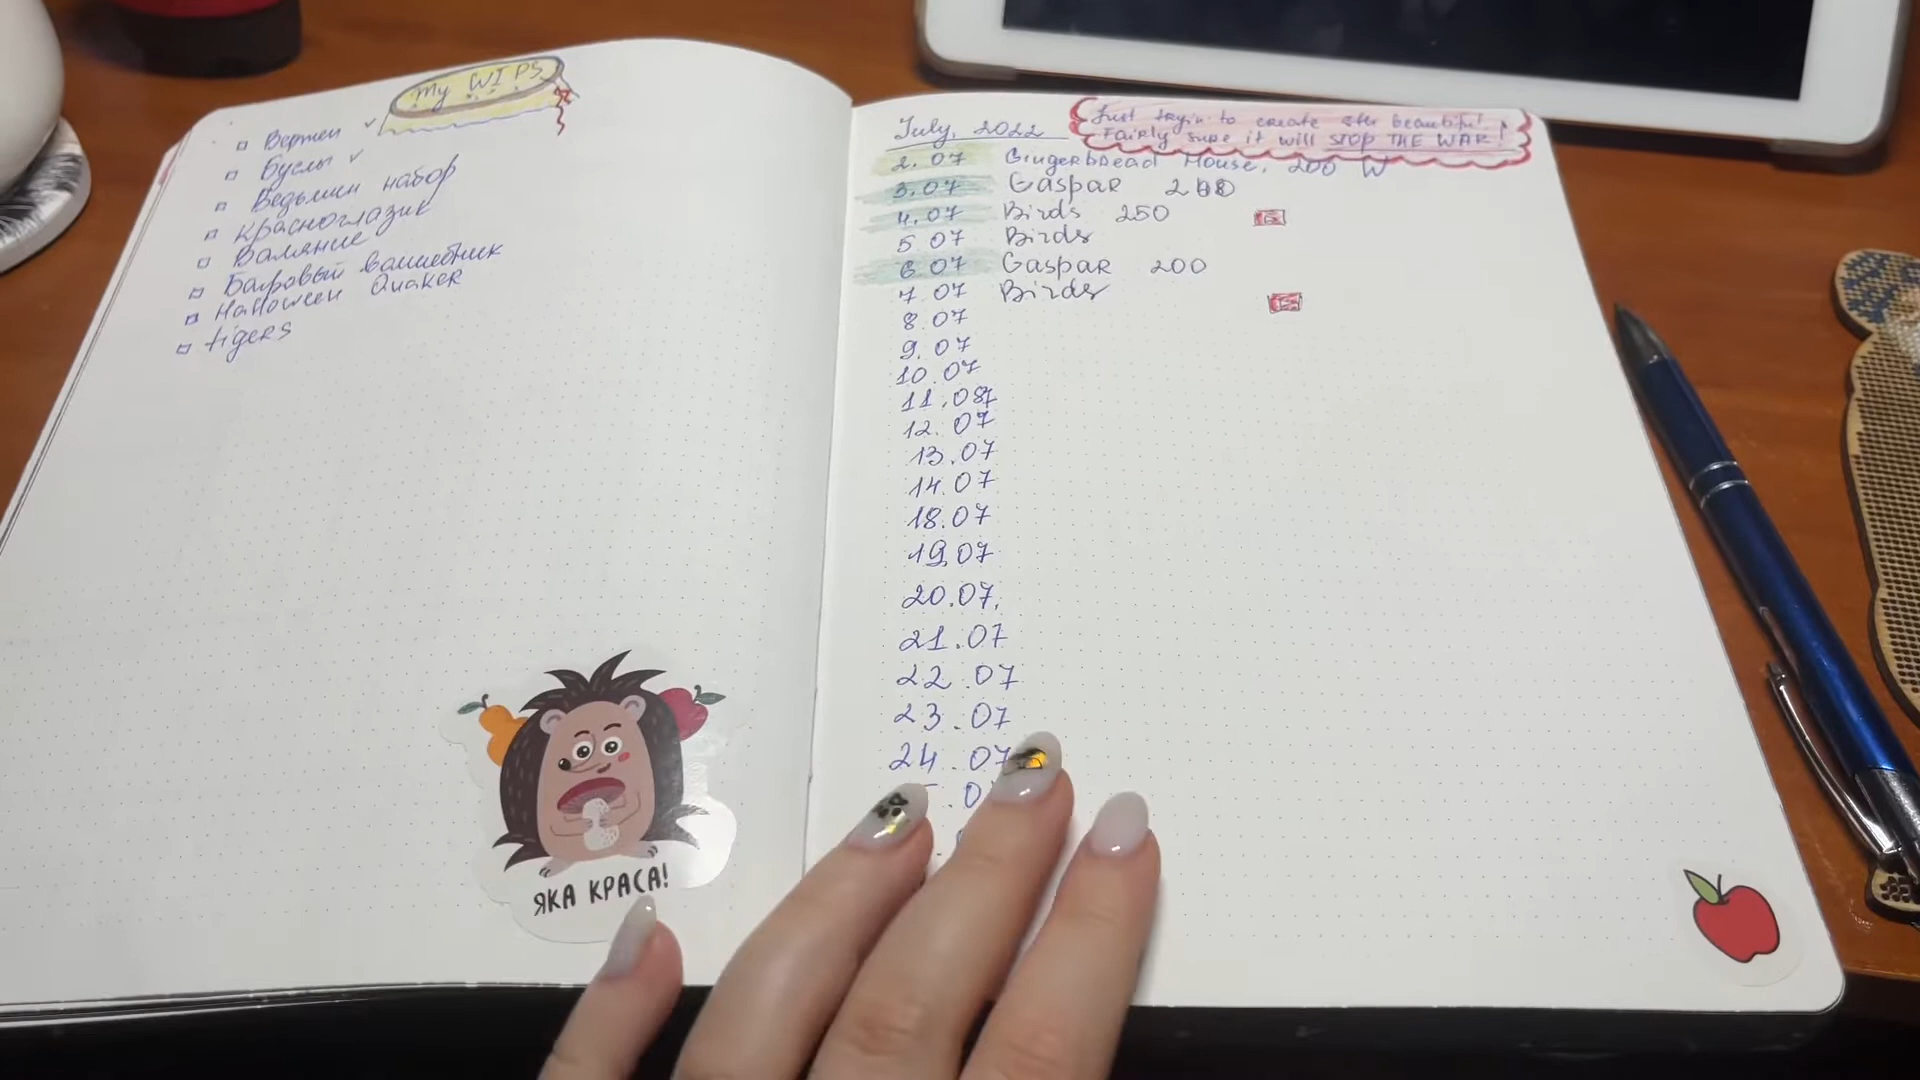 My WIPS
Вертеп
Буслы
Ведьмин набор
Красноглазик
Валяние
Багровый волшебник
Halloween Quaker
tigers
ЯКА КРАСА!
July, 2022
Just tryin to create sth beautiful!
Fairly sure it will STOP THE WAR!
2.07 Gingerbread House, 200 W
3.07 Gaspar
4.07 Birds 250
5.07 Birds
6.07 Gaspar 200
7.07 Birds
8.07
9.07
10.07
11.07
12.07
13.07
14.07
18.07
19.07
20.07.
21.07
22.07
23.07
24.07